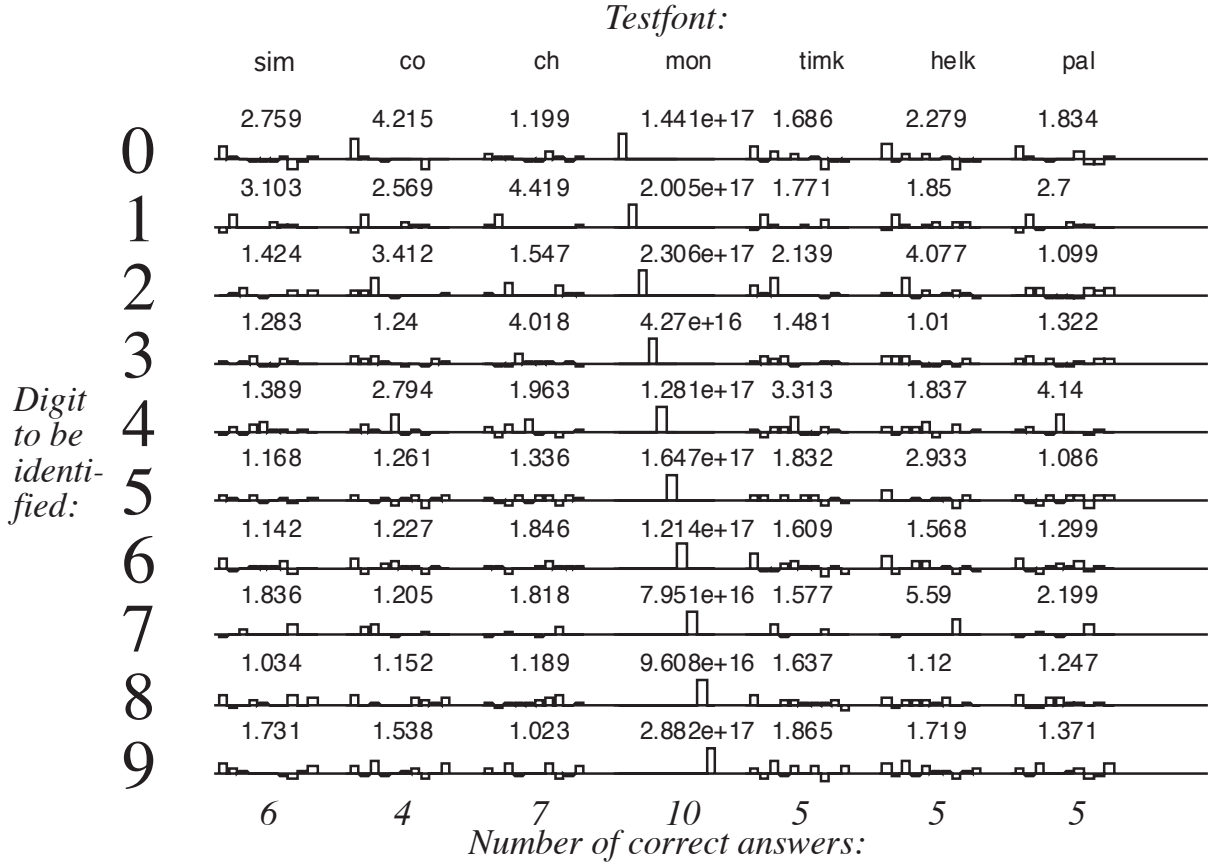 Testfont:
sim co ch mon timk helk pal
2.759 4.215 1.199 1.441e+17 1.686 2.279 1.834
0
3.103 2.569 4.419 2.005e+17 1.771 1.85 2.7
1
1.424 3.412 1.547 2.306e+17 2.139 4.077 1.099
2
1.283 1.24 4.018 4.27e+16 1.481 1.01 1.322
3
Digit
to be
identi-
fied:
1.389 2.794 1.963 1.281e+17 3.313 1.837 4.14
4
1.168 1.261 1.336 1.647e+17 1.832 2.933 1.086
5
1.142 1.227 1.846 1.214e+17 1.609 1.568 1.299
6
1.836 1.205 1.818 7.951e+16 1.577 5.59 2.199
7
1.034 1.152 1.189 9.608e+16 1.637 1.12 1.247
8
1.731 1.538 1.023 2.882e+17 1.865 1.719 1.371
9
6 4 7 10 5 5 5
Number of correct answers: